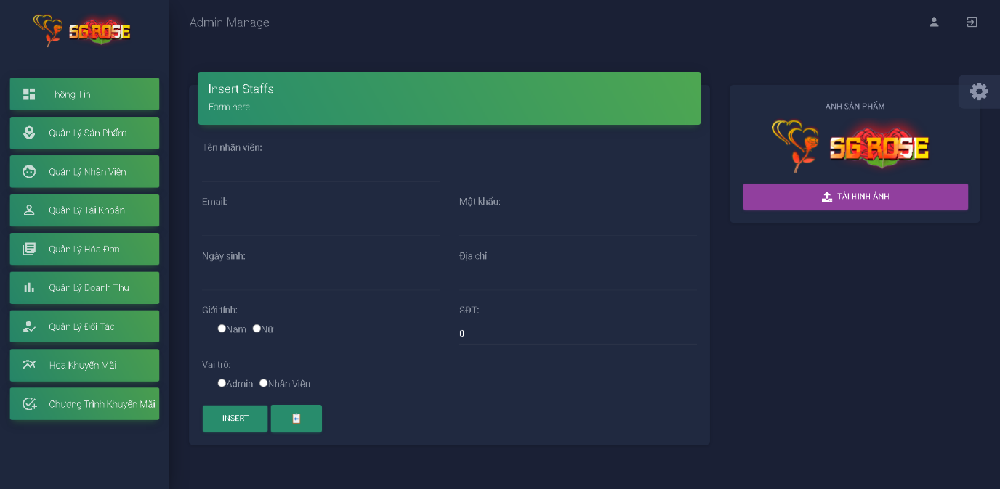 SG ROSE
Admin Manage
Thông Tin
Quản Lý Sản Phẩm
Quản Lý Nhân Viên
Quản Lý Tài Khoản
Quản Lý Hóa Đơn
Quản Lý Doanh Thu
Quản Lý Đối Tác
Hoa Khuyến Mãi
Chương Trình Khuyến Mãi
Insert Staffs
Form here
Tên nhân viên:
Email:
Mật khẩu:
Ngày sinh:
Địa chỉ
Giới tính:
Nam Nữ
SĐT:
0
Vai trò:
Admin Nhân Viên
INSERT
ẢNH SẢN PHẨM
SG ROSE
TẢI HÌNH ẢNH